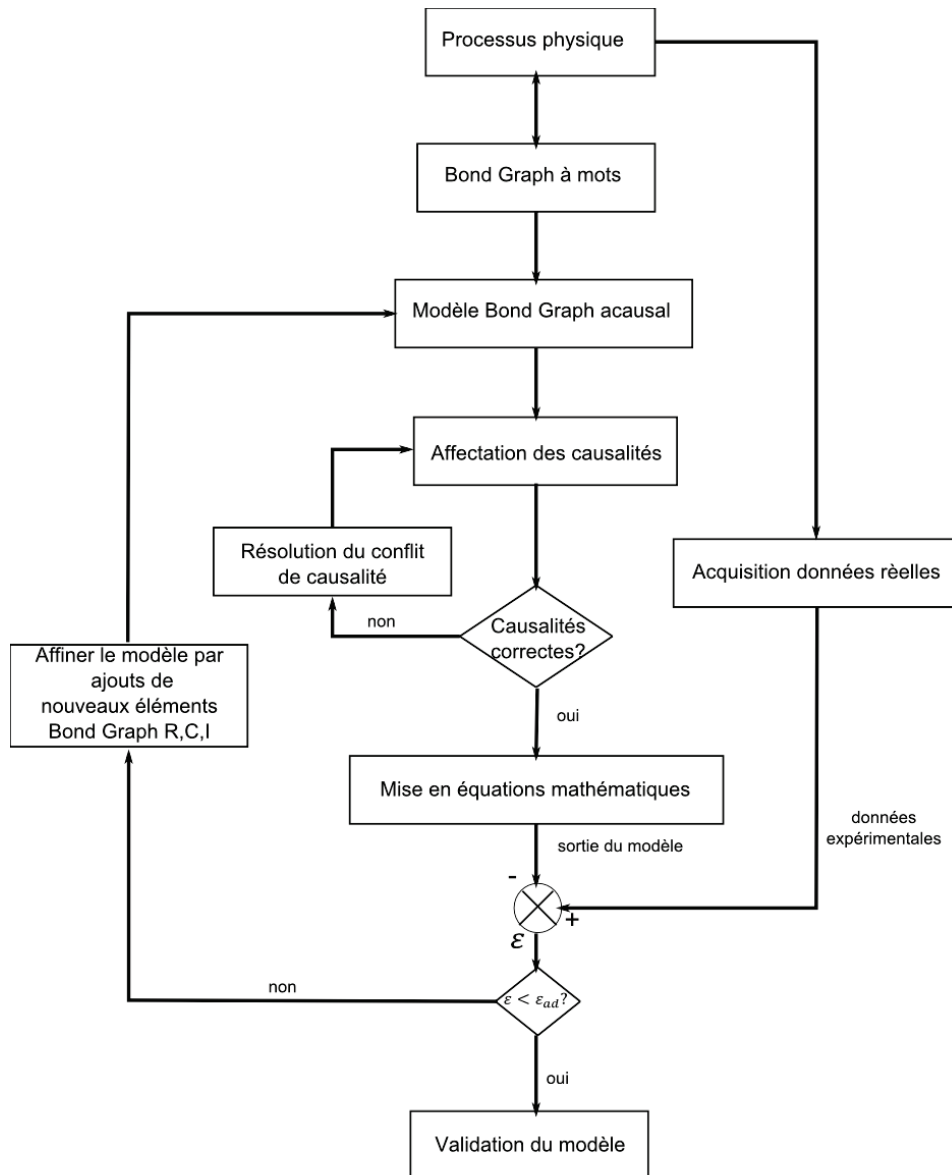 Processus physique
Bond Graph à mots
Modèle Bond Graph acausal
Affectation des causalités
Résolution du conflit
de causalité
Acquisition données rèelles
non
Causalités
correctes?
Affiner le modèle par
ajouts de
nouveaux éléments
Bond Graph R,C,I
oui
Mise en équations mathématiques
données
expérimentales
sortie du modèle
-
+
ε
non
ε < εad?
oui
Validation du modèle